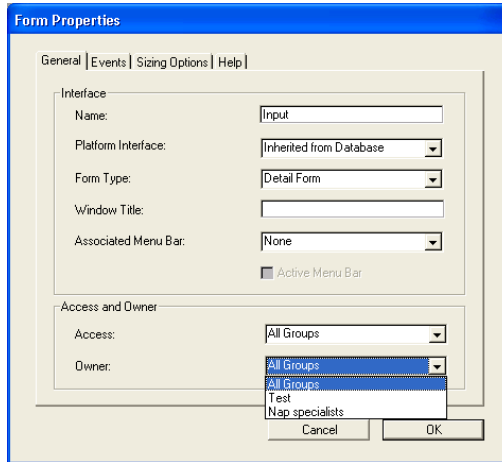 Form Properties
General Events Sizing Options Help
Interface
Name: Input
Platform Interface: Inherited from Database
Form Type: Detail Form
Window Title:
Associated Menu Bar: None
Active Menu Bar
Access and Owner
Access: All Groups
Owner: All Groups
All Groups
Test
Nap specialists
Cancel OK